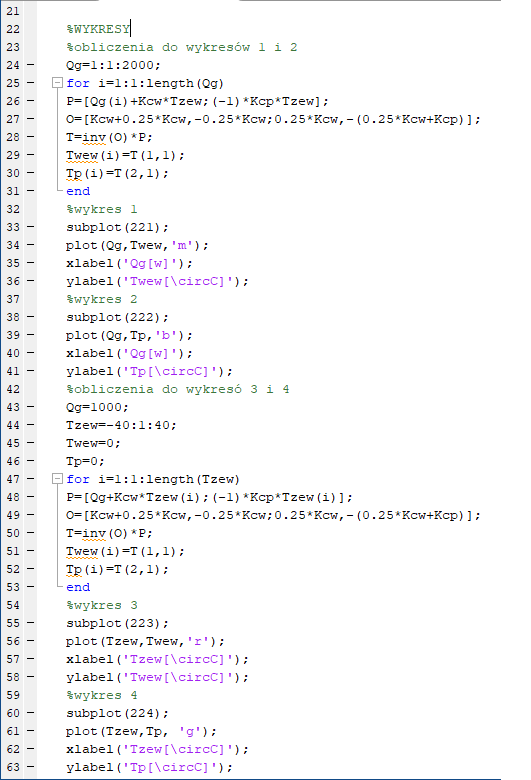 21
22 %WYKRESY
23 %obliczenia do wykresów 1 i 2
24 – Qg=1:1:2000;
25 – for i=1:1:length(Qg)
26 – P=[Qg(i)+Kcw*Tzew;(-1)*Kcp*Tzew];
27 – O=[Kcw+0.25*Kcw,-0.25*Kcw;0.25*Kcw,-(0.25*Kcw+Kcp)];
28 – T=inv(O)*P;
29 – Twew(i)=T(1,1);
30 – Tp(i)=T(2,1);
31 – end
32 %wykres 1
33 – subplot(221);
34 – plot(Qg,Twew,'m');
35 – xlabel('Qg[w]');
36 – ylabel('Twew[\circC]');
37 %wykres 2
38 – subplot(222);
39 – plot(Qg,Tp,'b');
40 – xlabel('Qg[w]');
41 – ylabel('Tp[\circC]');
42 %obliczenia do wykresó 3 i 4
43 – Qg=1000;
44 – Tzew=-40:1:40;
45 – Twew=0;
46 – Tp=0;
47 – for i=1:1:length(Tzew)
48 – P=[Qg+Kcw*Tzew(i);(-1)*Kcp*Tzew(i)];
49 – O=[Kcw+0.25*Kcw,-0.25*Kcw;0.25*Kcw,-(0.25*Kcw+Kcp)];
50 – T=inv(O)*P;
51 – Twew(i)=T(1,1);
52 – Tp(i)=T(2,1);
53 – end
54 %wykres 3
55 – subplot(223);
56 – plot(Tzew,Twew,'r');
57 – xlabel('Tzew[\circC]');
58 – ylabel('Twew[\circC]');
59 %wykres 4
60 – subplot(224);
61 – plot(Tzew,Tp, 'g');
62 – xlabel('Tzew[\circC]');
63 – ylabel('Tp[\circC]');